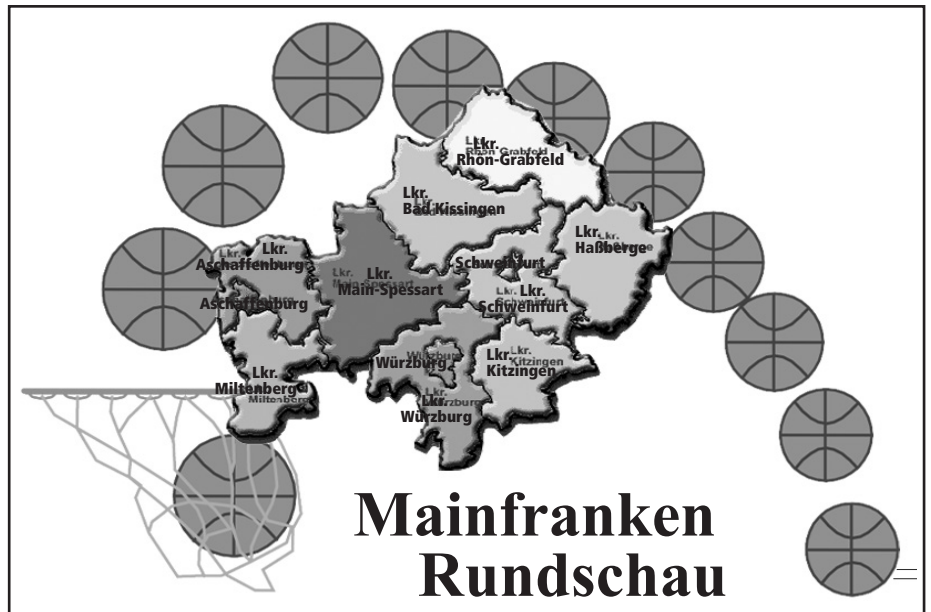 Lkr.
Rhön-Grabfeld
Lkr.
Bad Kissingen
Lkr.
Haßberge
Lkr.
Aschaffenburg
Schweinfurt
Lkr.
Main-Spessart
Aschaffenburg
Lkr.
Schweinfurt
Würzburg
Lkr.
Kitzingen
Lkr.
Miltenberg
Lkr.
Würzburg
Mainfranken
Rundschau